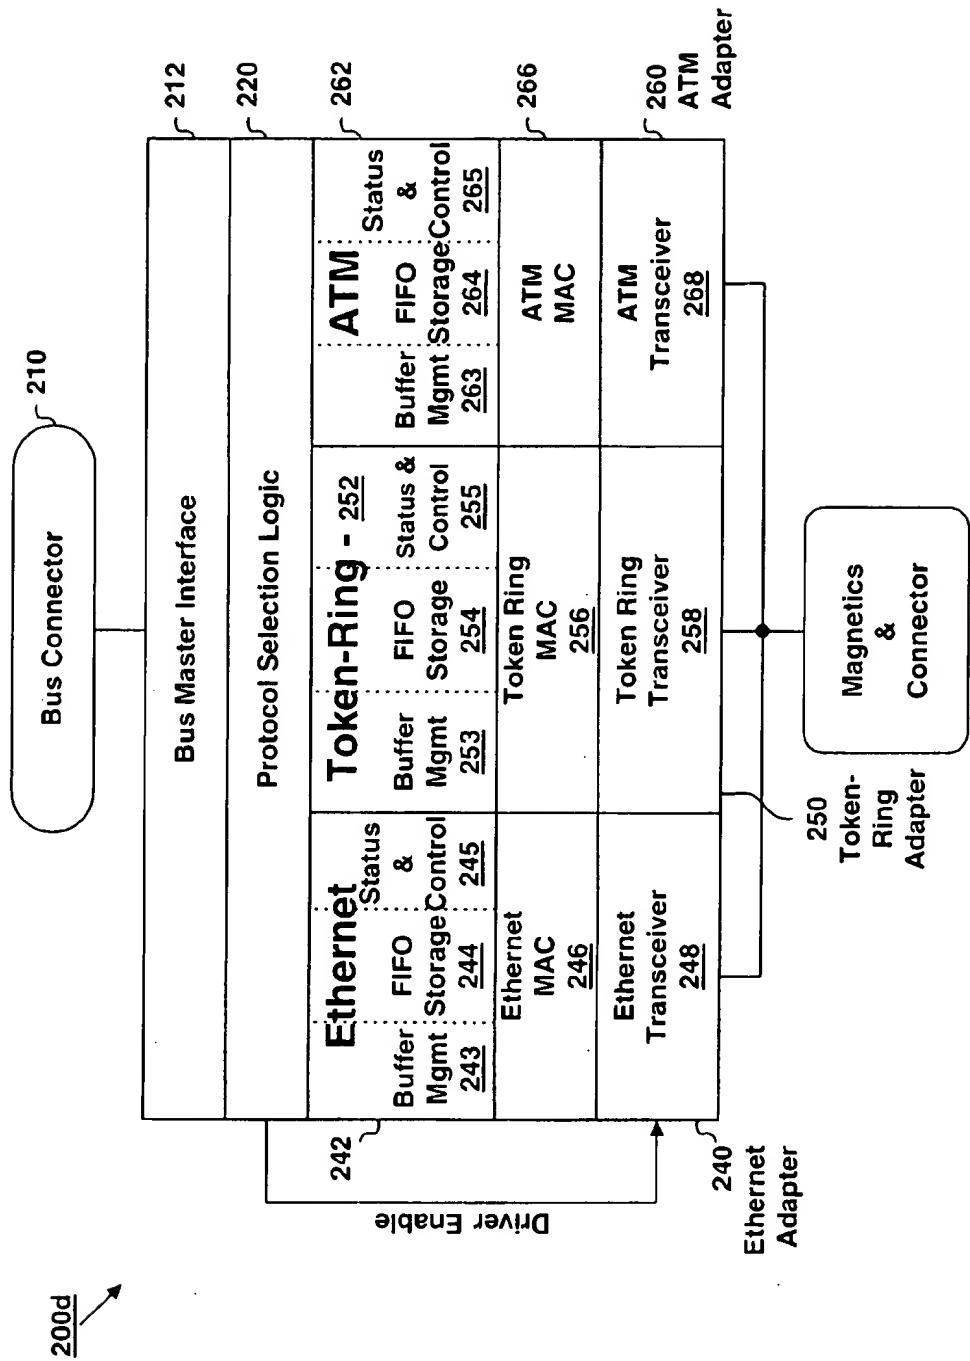 200d
Bus Connector
210
Bus Master Interface
212
Protocol Selection Logic
220
Ethernet
Buffer
Mgmt
243
FIFO
Storage
244
Status
&
Control
245
242
Token-Ring - 252
Buffer
Mgmt
253
FIFO
Storage
254
Status &
Control
255
ATM
Buffer
Mgmt
263
FIFO
Storage
264
Status
&
Control
265
262
Ethernet
MAC
246
Token Ring
MAC
256
ATM
MAC
266
Ethernet
Transceiver
248
Token Ring
Transceiver
258
ATM
Transceiver
268
260
ATM
Adapter
Driver Enable
240
Ethernet
Adapter
250
Token-
Ring
Adapter
Magnetics
&
Connector